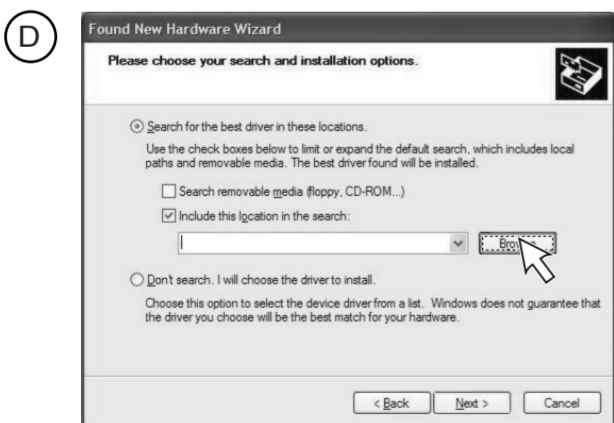 D
Found New Hardware Wizard
Please choose your search and installation options.
Search for the best driver in these locations.
Use the check boxes below to limit or expand the default search, which includes local
paths and removable media. The best driver found will be installed.
Search removable media (floppy, CD-ROM...)
Include this location in the search:
Don't search. I will choose the driver to install.
Choose this option to select the device driver from a list. Windows does not guarantee that
the driver you choose will be the best match for your hardware.
< Back Next > Cancel